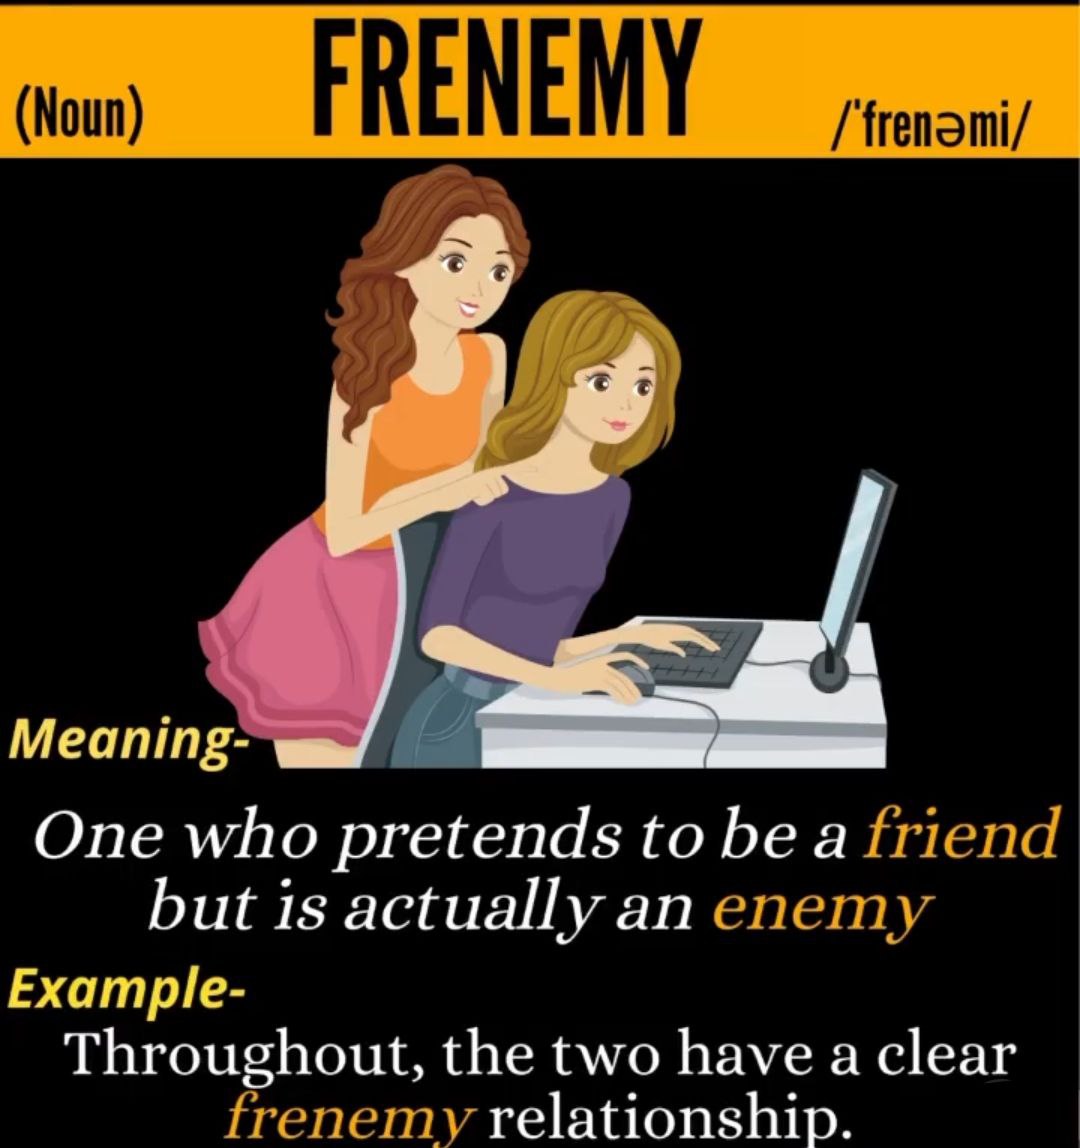 FRENEMY
(Noun)
/ˈfrenəmi/
Meaning-
One who pretends to be a friend
but is actually an enemy
Example-
Throughout, the two have a clear
frenemy relationship.